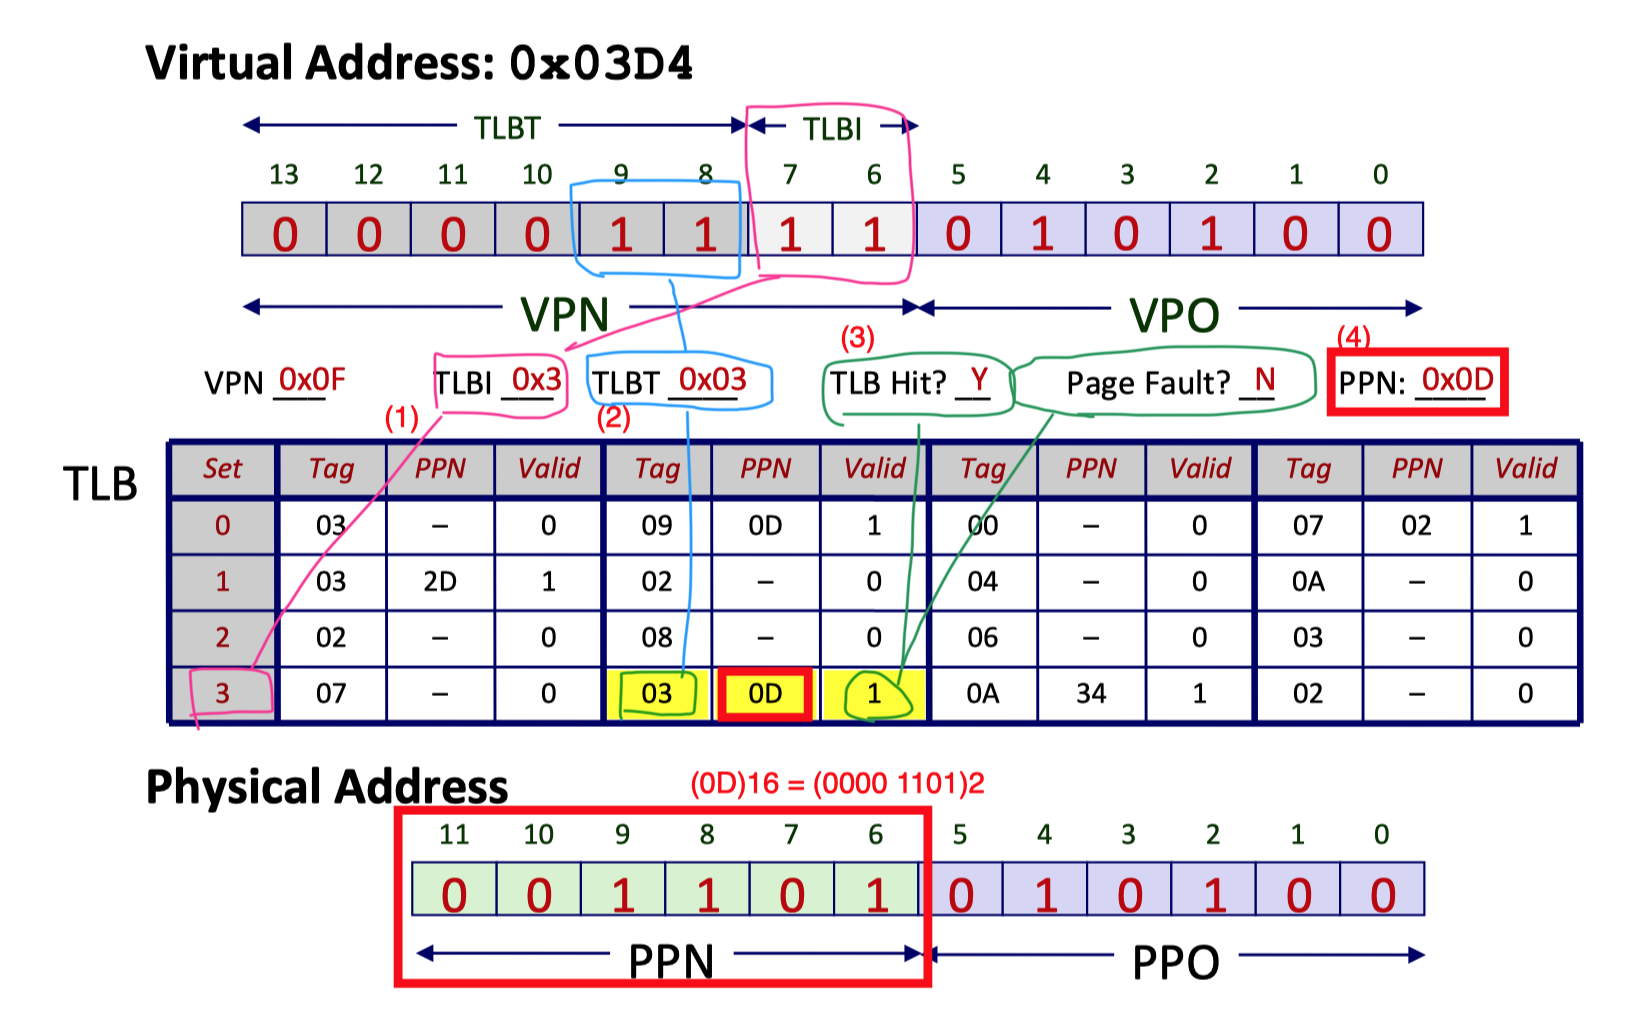 Virtual Address: 0x03D4
TLBT TLBI
13 12 11 10 9 8 7 6 5 4 3 2 1 0
0 0 0 0 1 1 1 1 0 1 0 1 0 0
VPN VPO
(3) (4)
VPN 0x0F TLBI 0x3 TLBT 0x03 TLB Hit? Y Page Fault? N PPN: 0x0D
(1) (2)
TLB
Set Tag PPN Valid Tag PPN Valid Tag PPN Valid Tag PPN Valid
0 03 – 0 09 0D 1 00 – 0 07 02 1
1 03 2D 1 02 – 0 04 – 0 0A – 0
2 02 – 0 08 – 0 06 – 0 03 – 0
3 07 – 0 03 0D 1 0A 34 1 02 – 0
Physical Address (0D)16 = (0000 1101)2
11 10 9 8 7 6 5 4 3 2 1 0
0 0 1 1 0 1 0 1 0 1 0 0
PPN PPO